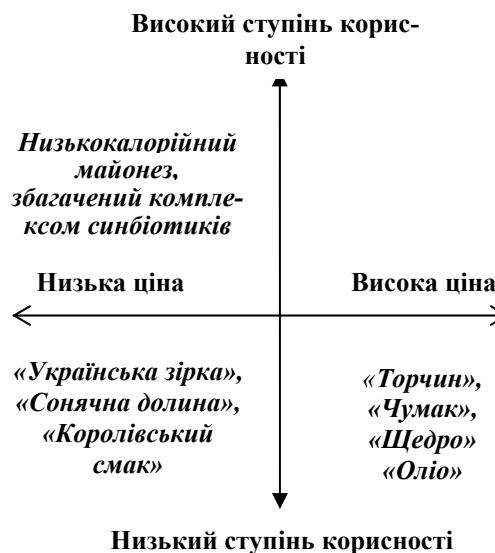 Високий ступінь корис-
ності
Низькокалорійний
майонез,
збагачений компле-
ксом синбіотиків
Низька ціна
Висока ціна
«Українська зірка»,
«Сонячна долина»,
«Королівський
смак»
«Торчин»,
«Чумак»,
«Щедро»
«Оліо»
Низький ступінь корисності